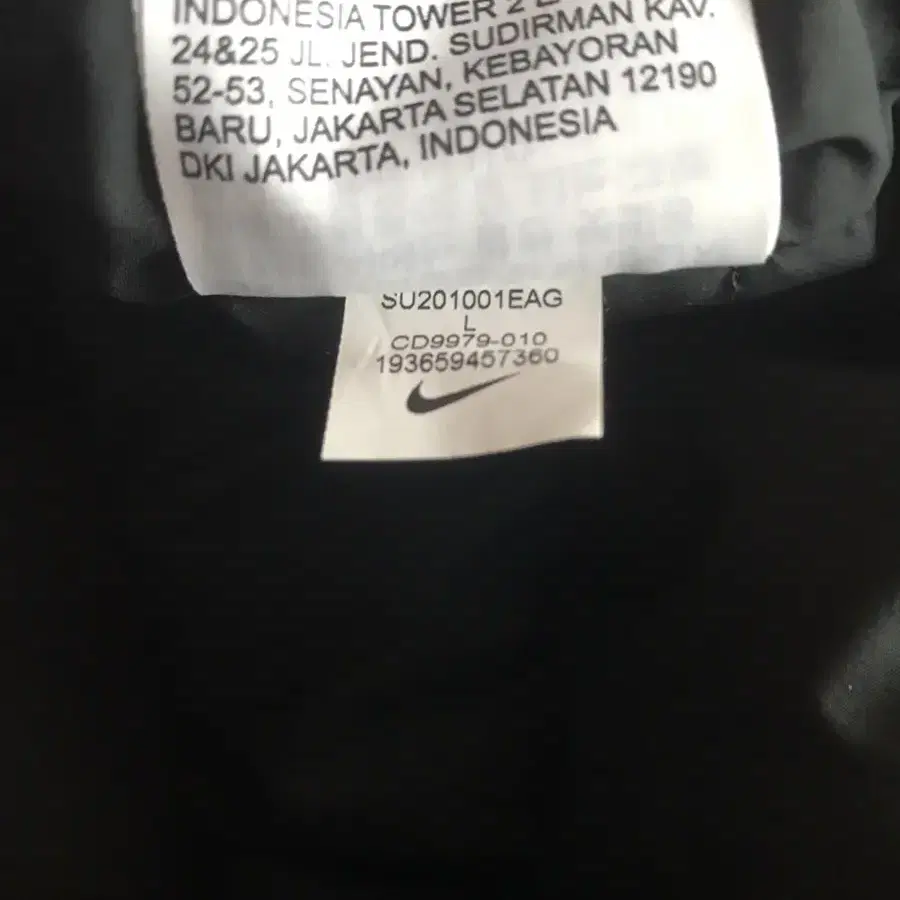 INDONESIA TOWER 2
24&25 JL. JEND. SUDIRMAN KAV.
52-53, SENAYAN, KEBAYORAN
BARU, JAKARTA SELATAN 12190
DKI JAKARTA, INDONESIA
SU201001EAG
L
CD9979-010
193659457360